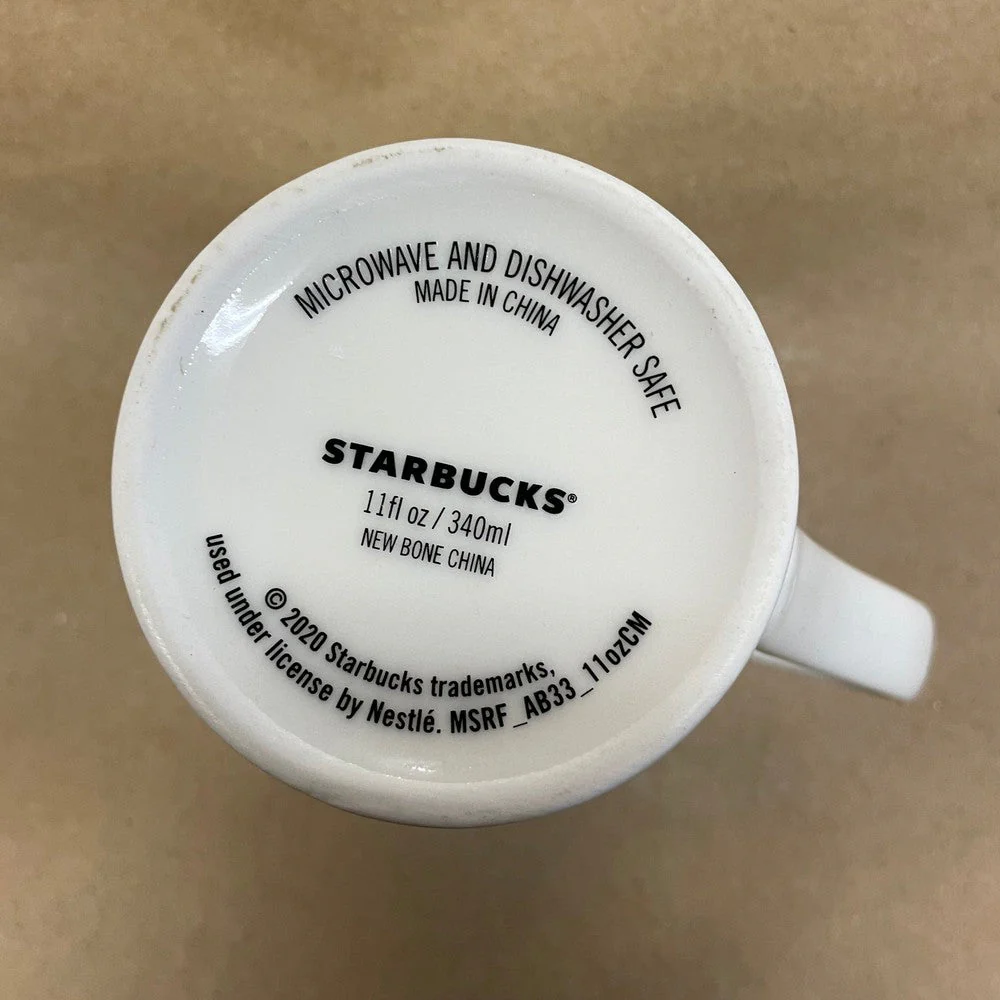 MICROWAVE AND DISHWASHER SAFE
MADE IN CHINA
STARBUCKS®
11fl oz / 340ml
NEW BONE CHINA
© 2020 Starbucks trademarks,
used under license by Nestlé. MSRF_AB33_11ozCM